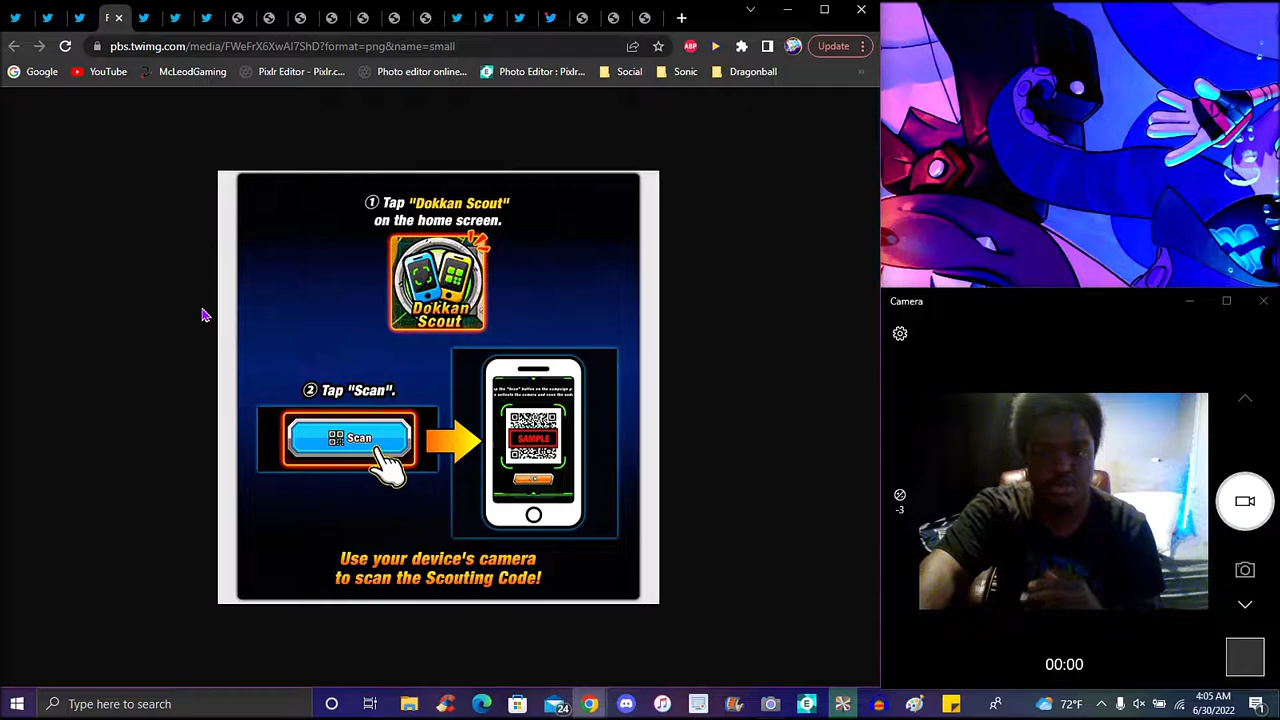 F
pbs.twimg.com/media/FWeFrX6XwAI7ShD?format=png&name=small
ABP
Update
Google
YouTube
McLeodGaming
Pixlr Editor - Pixlr.c...
Photo editor online...
Photo Editor : Pixlr...
Social
Sonic
Dragonball
»
① Tap "Dokkan Scout"
on the home screen.
Dokkan
Scout
② Tap "Scan".
Scan
SAMPLE
Use your device's camera
to scan the Scouting Code!
Camera
-3
00:00
Type here to search
24
72°F
4:05 AM
6/30/2022